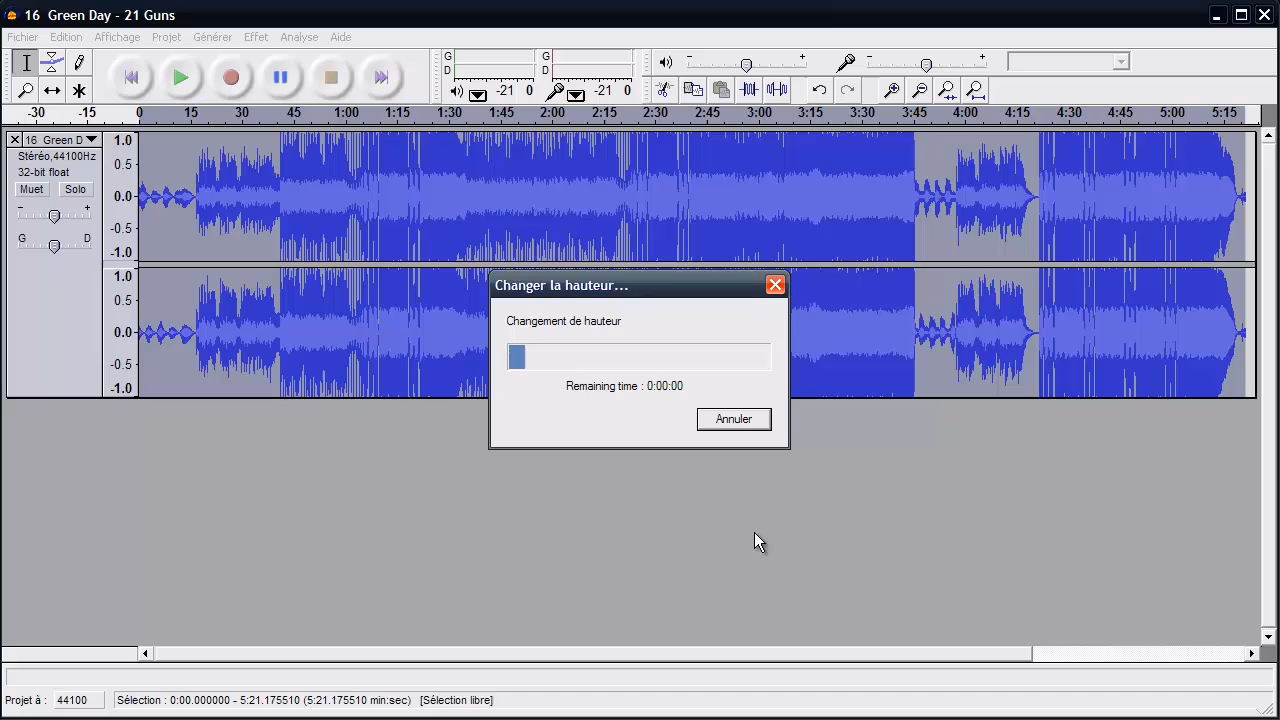 16  Green Day - 21 Guns
Fichier Edition Affichage Projet Générer Effet Analyse Aide
G D -21 0
G D -21 0
-30 -15 0 15 30 45 1:00 1:15 1:30 1:45 2:00 2:15 2:30 2:45 3:00 3:15 3:30 3:45 4:00 4:15 4:30 4:45 5:00 5:15
16  Green D
Stéréo,44100Hz
32-bit float
Muet Solo
- +
G D
1.0
0.5
0.0
-0.5
-1.0
1.0
0.5
0.0
-0.5
-1.0
Changer la hauteur...
Changement de hauteur
Remaining time : 0:00:00
Annuler
Projet à : 44100 Sélection : 0:00.000000 - 5:21.175510 (5:21.175510 min:sec) [Sélection libre]